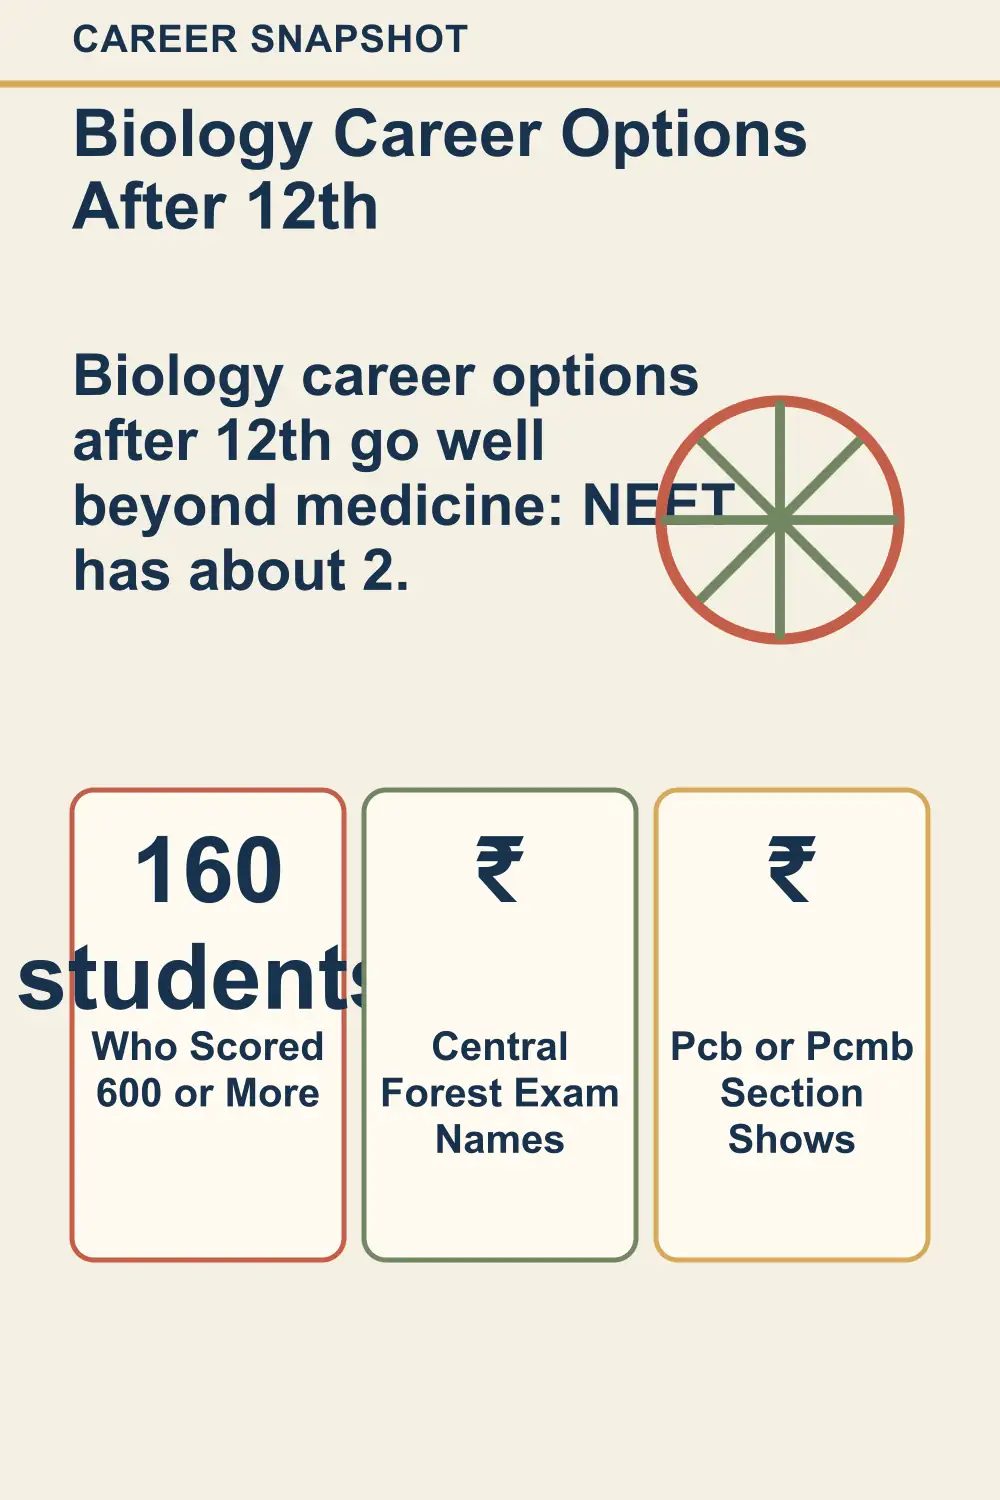 CAREER SNAPSHOT
Biology Career Options
After 12th
Biology career options
after 12th go well
beyond medicine: NEET
has about 2.
160
students
Who Scored
600 or More
₹
Central
Forest Exam
Names
₹
Pcb or Pcmb
Section
Shows